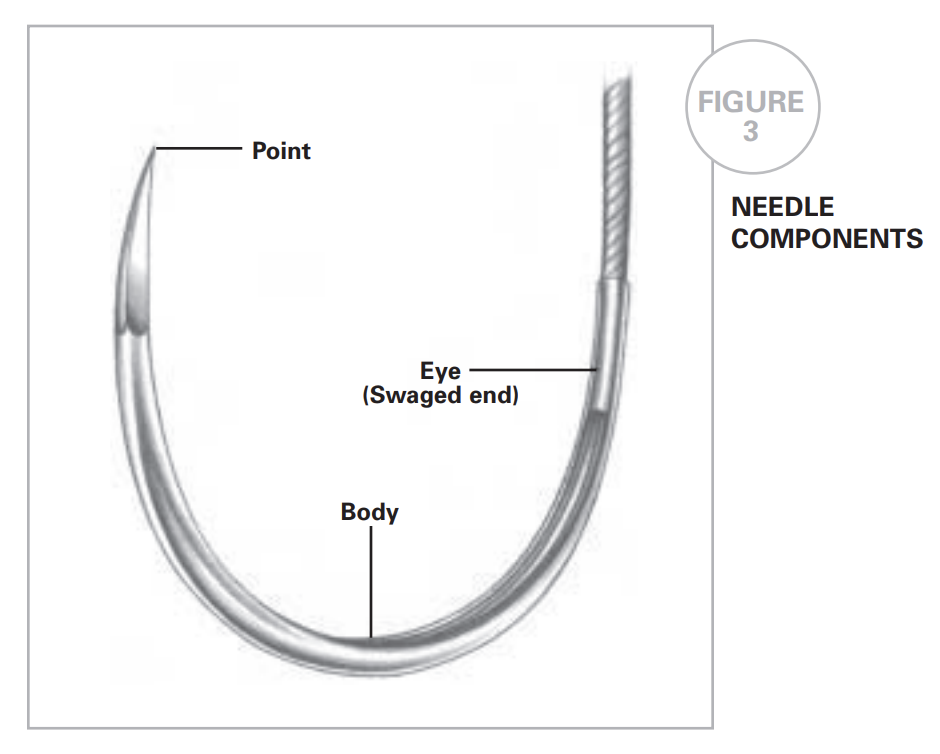 FIGURE
3
NEEDLE
COMPONENTS
Point
Eye
(Swaged end)
Body